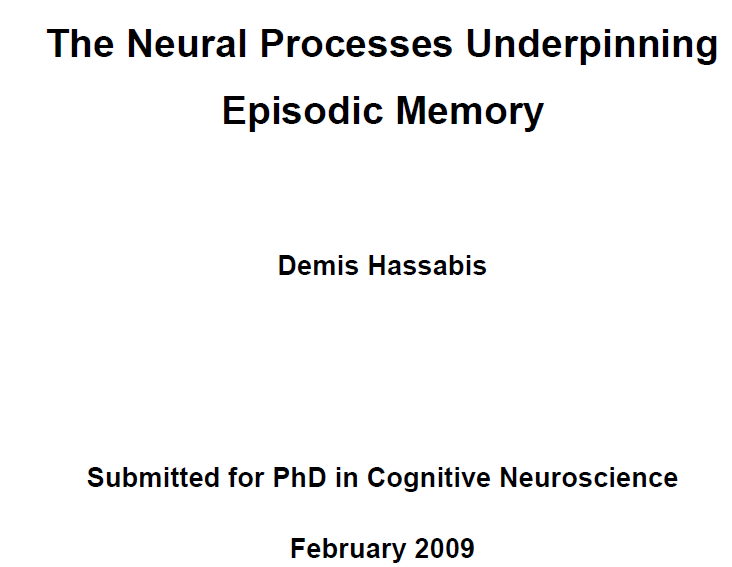 The Neural Processes Underpinning
Episodic Memory
Demis Hassabis
Submitted for PhD in Cognitive Neuroscience
February 2009